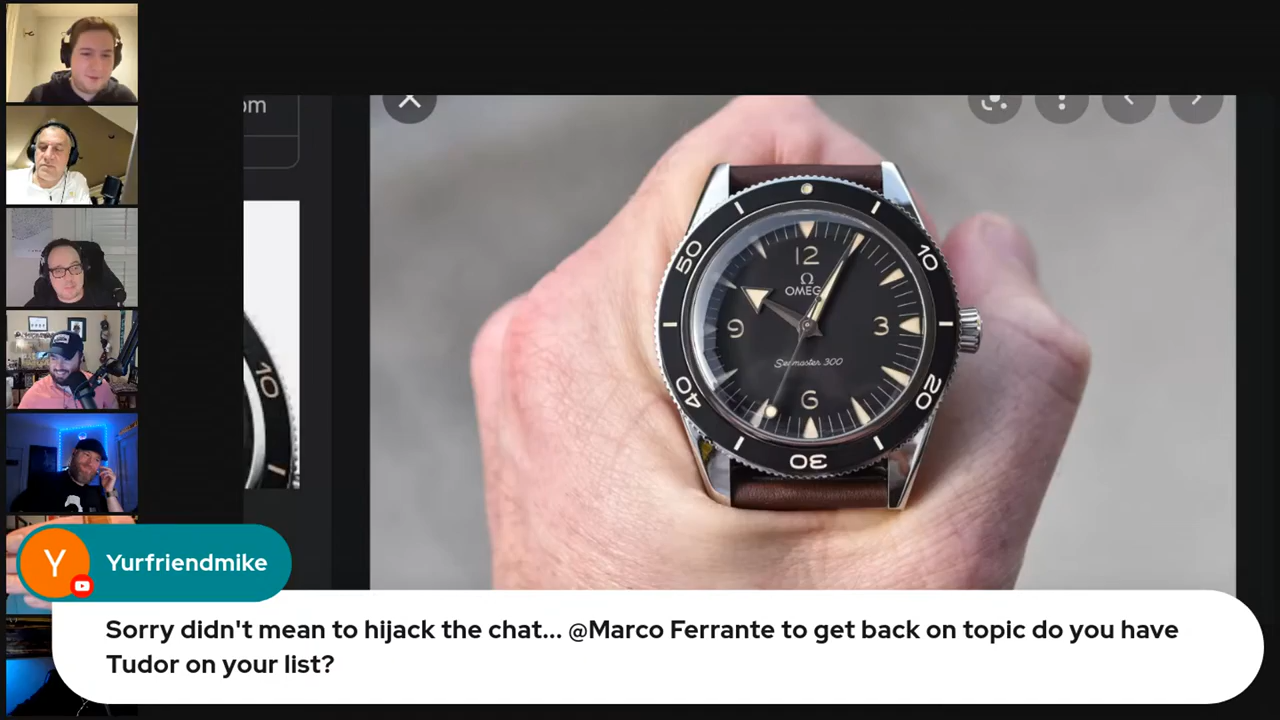 om
50
10
12
Ω
OMEG
9
3
Seamaster 300
6
40
20
30
10
Y
Yurfriendmike
Sorry didn't mean to hijack the chat... @Marco Ferrante to get back on topic do you have
Tudor on your list?